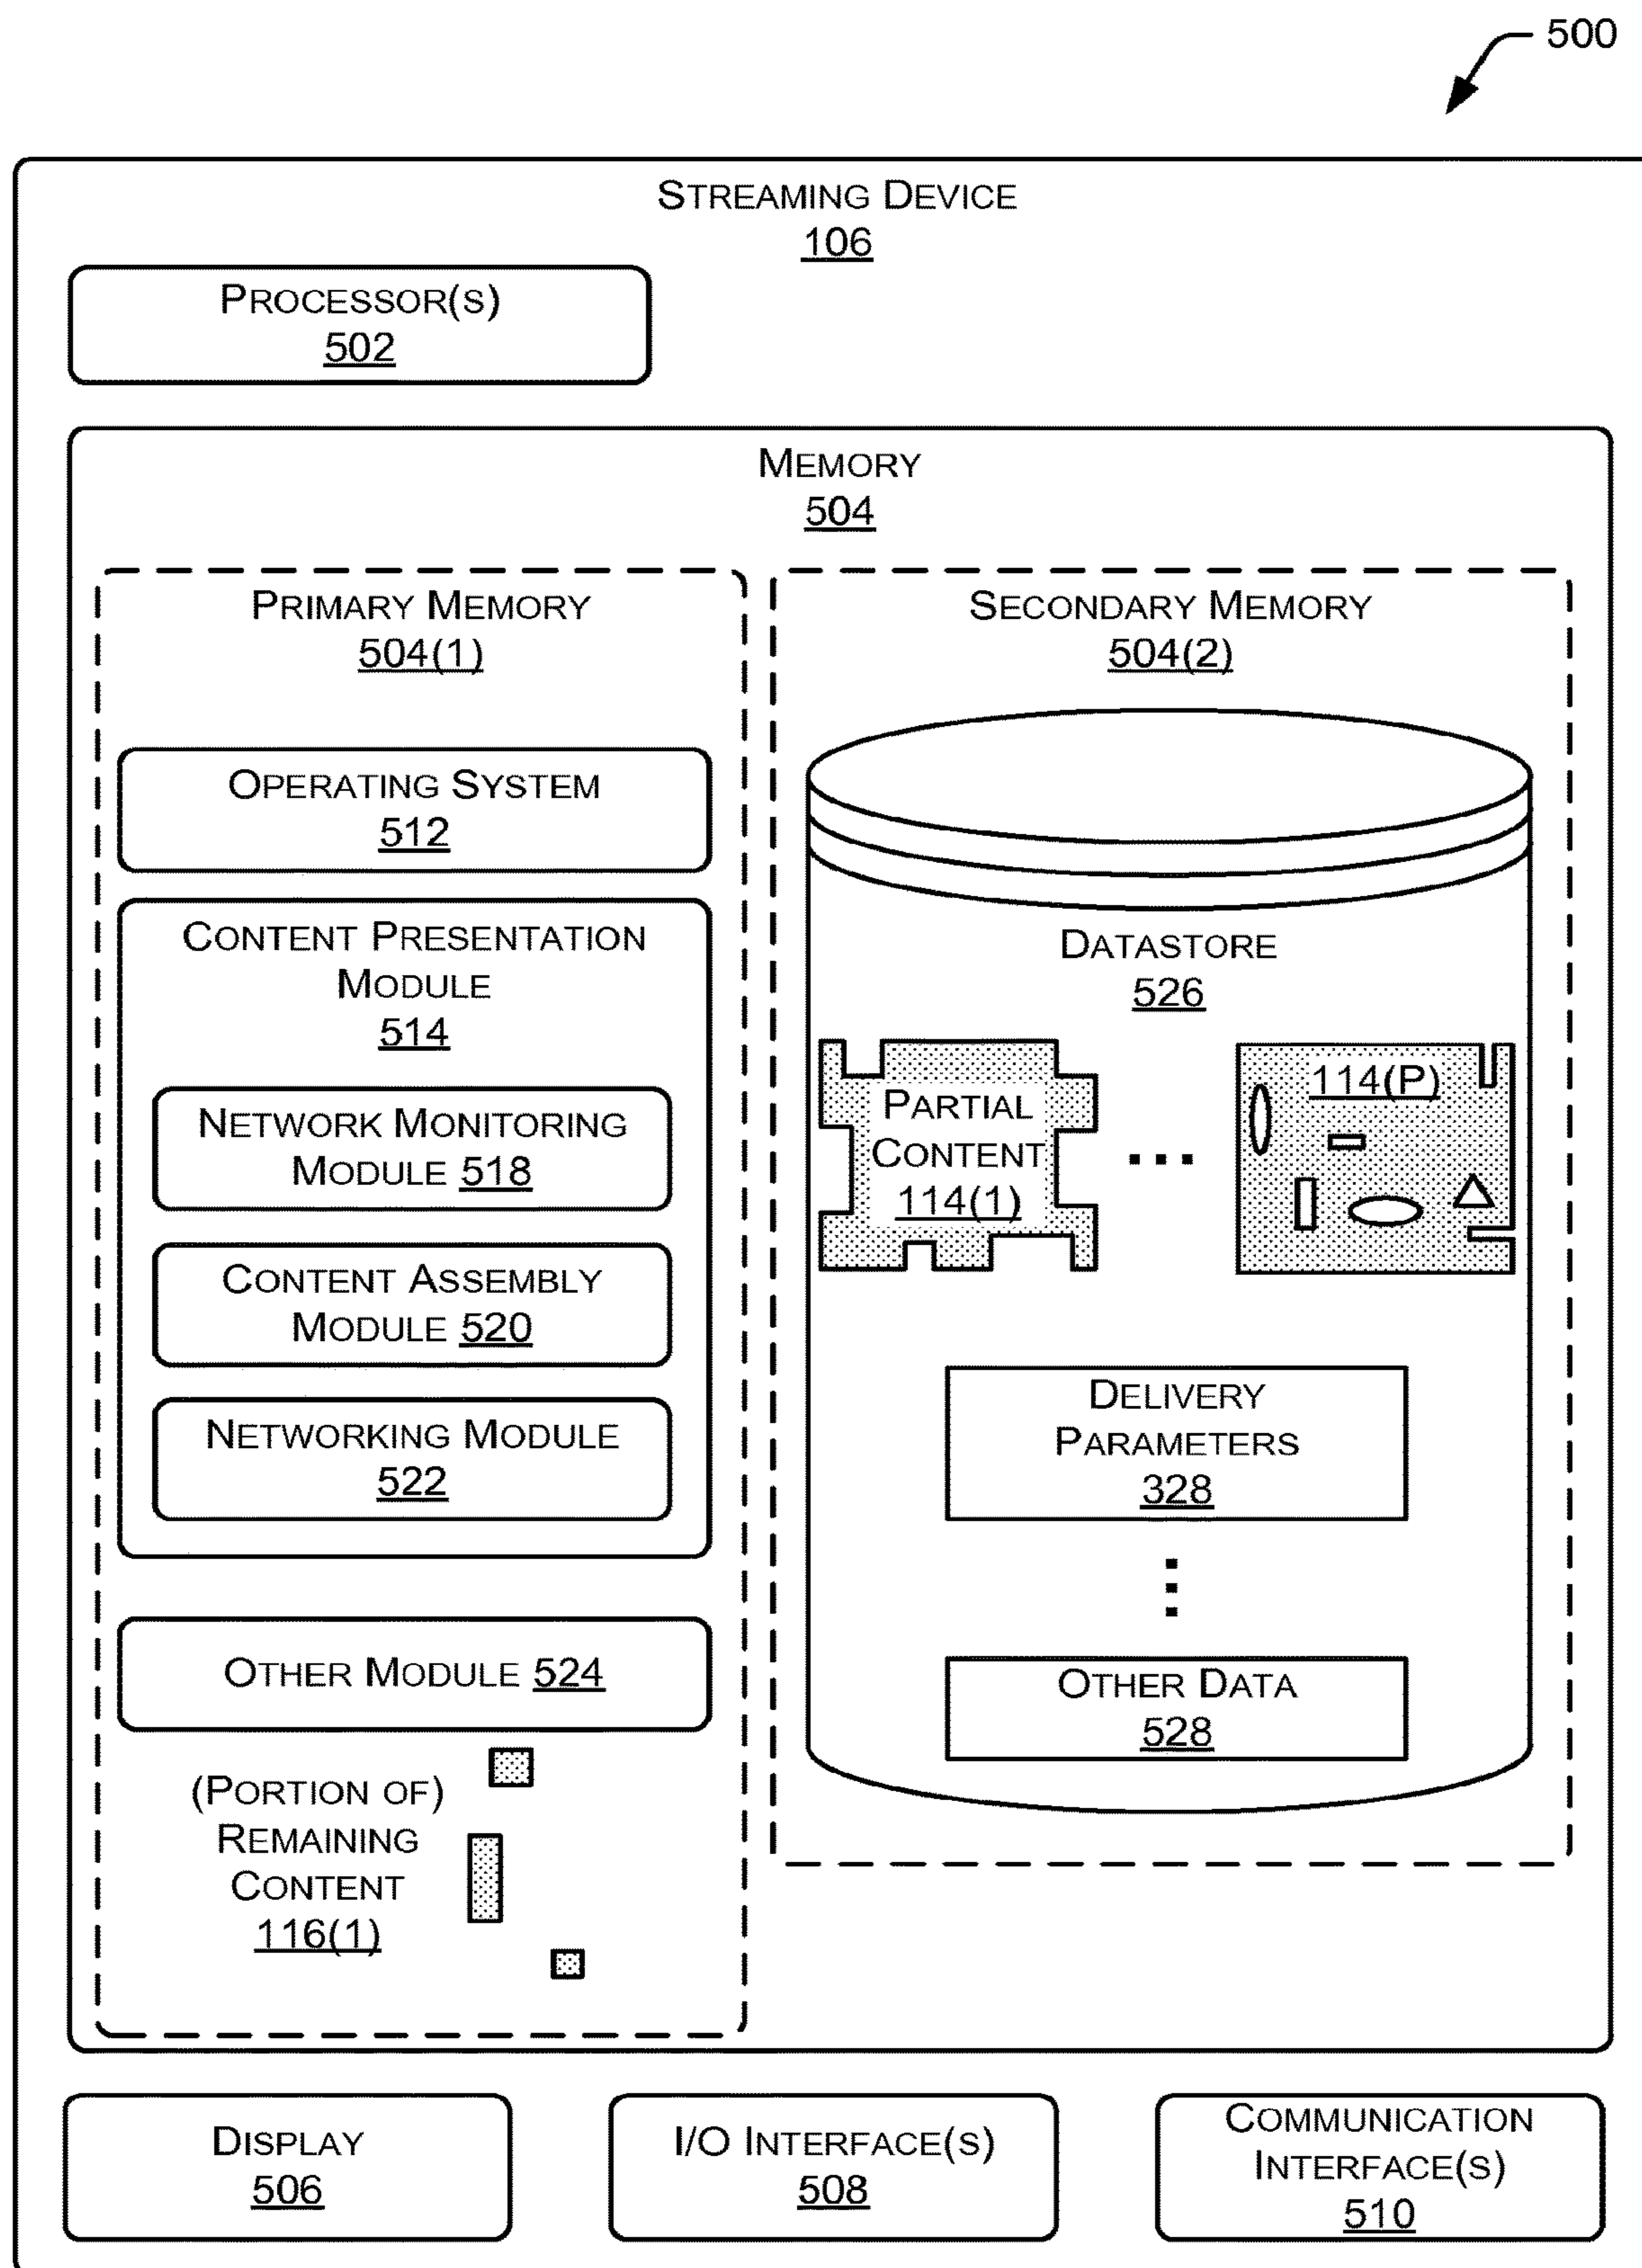 500
STREAMING DEVICE
106
PROCESSOR(S)
502
MEMORY
504
PRIMARY MEMORY
504(1)
OPERATING SYSTEM
512
CONTENT PRESENTATION
MODULE
514
NETWORK MONITORING
MODULE 518
CONTENT ASSEMBLY
MODULE 520
NETWORKING MODULE
522
OTHER MODULE 524
(PORTION OF)
REMAINING
CONTENT
116(1)
SECONDARY MEMORY
504(2)
DATASTORE
526
PARTIAL
CONTENT
114(1)
...
114(P)
DELIVERY
PARAMETERS
328
OTHER DATA
528
DISPLAY
506
I/O INTERFACE(S)
508
COMMUNICATION
INTERFACE(S)
510